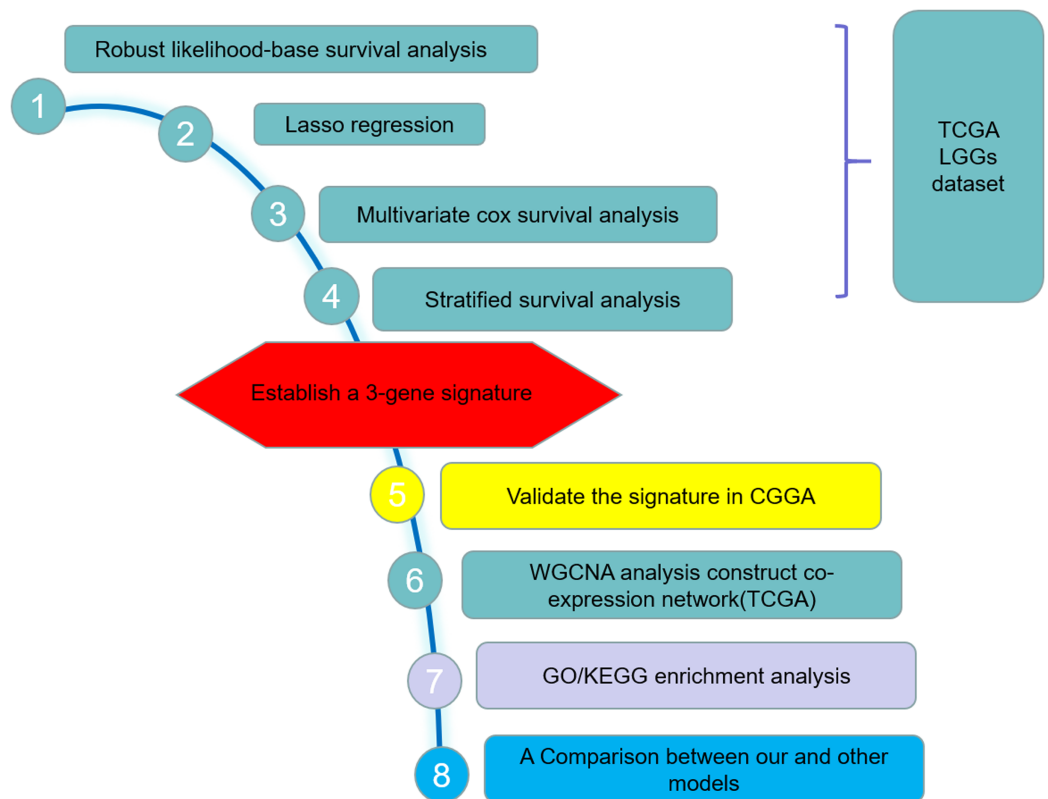 Robust likelihood-base survival analysis
1
2
Lasso regression
TCGA
LGGs
dataset
3
Multivariate cox survival analysis
4
Stratified survival analysis
Establish a 3-gene signature
5
Validate the signature in CGGA
6
WGCNA analysis construct co-
expression network(TCGA)
7
GO/KEGG enrichment analysis
8
A Comparison between our and other
models